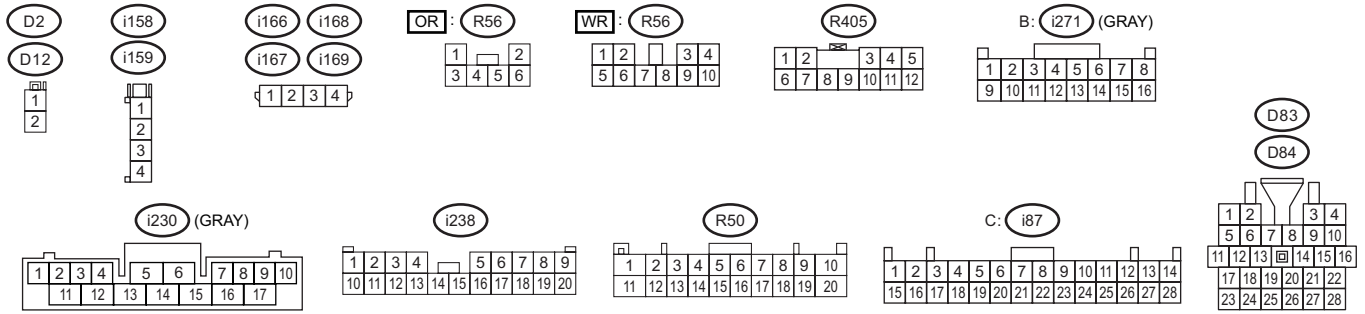 D2 i158 i166 i168 OR : R56 WR : R56 R405 B: i271 (GRAY)
D12 i159 i167 i169
1 2 1 2 3 4 1 2 3 4 5
3 4 5 6 5 6 7 8 9 10 6 7 8 9 10 11 12
1 2 3 4 5 6 7 8
9 10 11 12 13 14 15 16
1
2
1
2
3
4
1 2 3 4
D83
D84
1 2 3 4
5 6 7 8 9 10
11 12 13 14 15 16
17 18 19 20 21 22
23 24 25 26 27 28
i230 (GRAY) i238 R50 C: i87
1 2 3 4 5 6 7 8 9 10
11 12 13 14 15 16 17
1 2 3 4 5 6 7 8 9
10 11 12 13 14 15 16 17 18 19 20
1 2 3 4 5 6 7 8 9 10
11 12 13 14 15 16 17 18 19 20
1 2 3 4 5 6 7 8 9 10 11 12 13 14
15 16 17 18 19 20 21 22 23 24 25 26 27 28